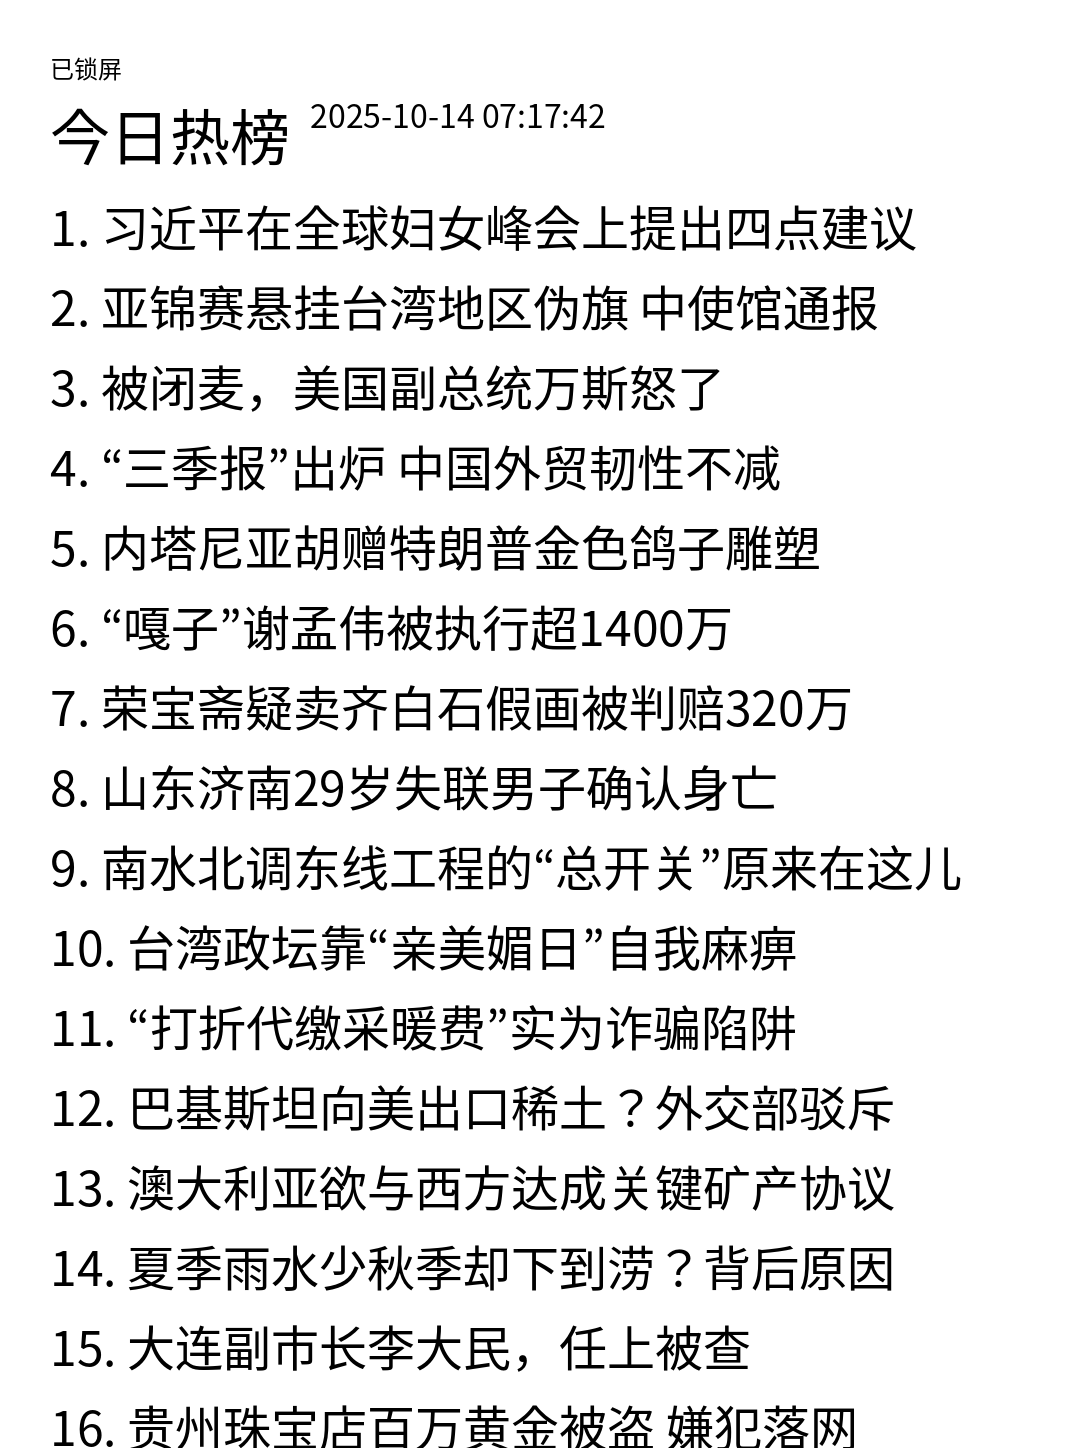 已锁屏
今日热榜 2025-10-14 07:17:42
1. 习近平在全球妇女峰会上提出四点建议
2. 亚锦赛悬挂台湾地区伪旗 中使馆通报
3. 被闭麦，美国副总统万斯怒了
4. “三季报”出炉 中国外贸韧性不减
5. 内塔尼亚胡赠特朗普金色鸽子雕塑
6. “嘎子”谢孟伟被执行超1400万
7. 荣宝斋疑卖齐白石假画被判赔320万
8. 山东济南29岁失联男子确认身亡
9. 南水北调东线工程的“总开关”原来在这儿
10. 台湾政坛靠“亲美媚日”自我麻痹
11. “打折代缴采暖费”实为诈骗陷阱
12. 巴基斯坦向美出口稀土？外交部驳斥
13. 澳大利亚欲与西方达成关键矿产协议
14. 夏季雨水少秋季却下到涝？背后原因
15. 大连副市长李大民，任上被查
16. 贵州珠宝店百万黄金被盗 嫌犯落网